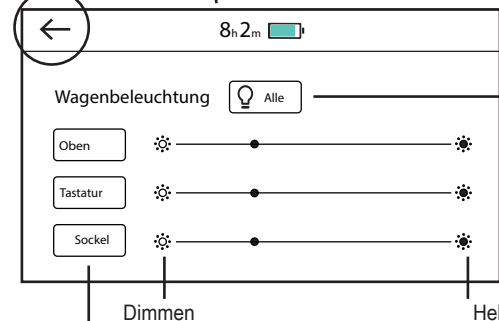 8h2m
Wagenbeleuchtung Alle
Oben
Tastatur
Sockel
Dimmen